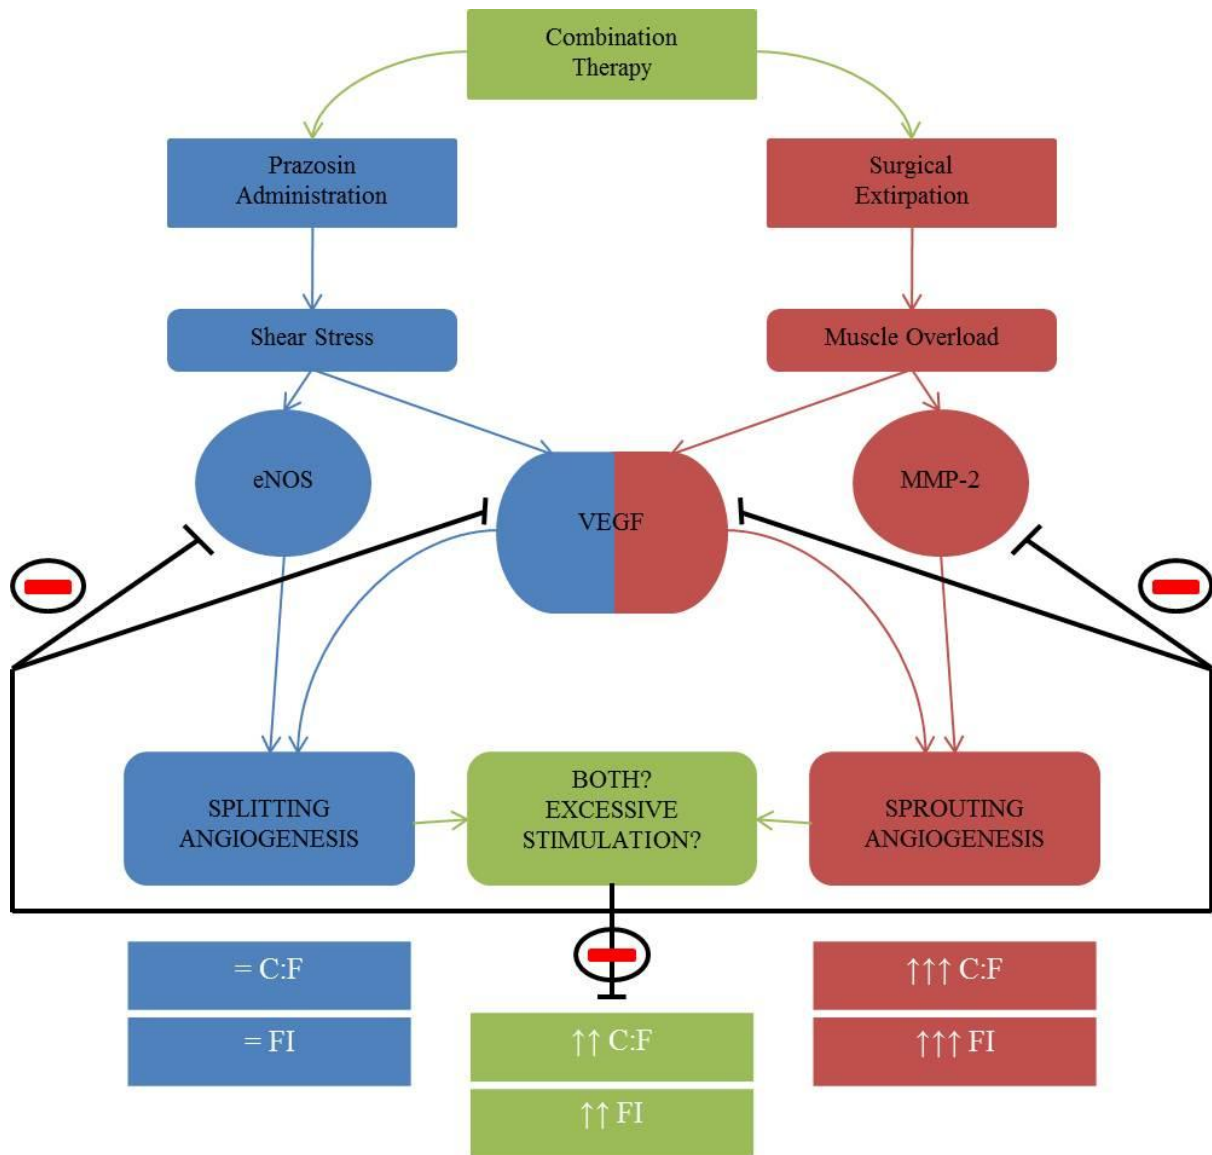 Combination
Therapy
Prazosin
Administration
Surgical
Extirpation
Shear Stress
Muscle Overload
eNOS
VEGF
MMP-2
SPLITTING
ANGIOGENESIS
BOTH?
EXCESSIVE
STIMULATION?
SPROUTING
ANGIOGENESIS
= C:F
= FI
↑↑ C:F
↑↑ FI
↑↑↑ C:F
↑↑↑ FI